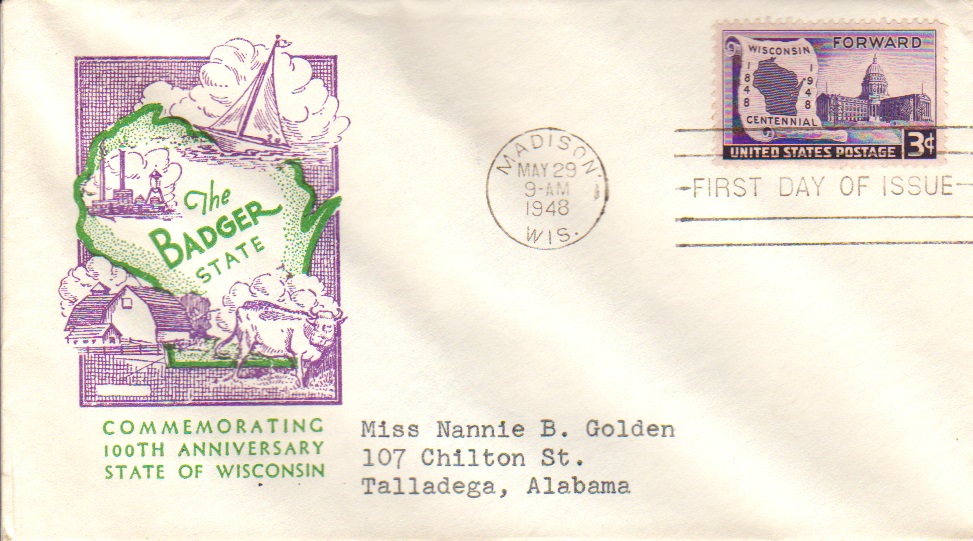 WISCONSIN
FORWARD
1848
1948
CENTENNIAL
UNITED STATES POSTAGE 3¢
MADISON
MAY 29
9-AM
1948
WIS.
FIRST DAY OF ISSUE
The
BADGER
STATE
COMMEMORATING
100TH ANNIVERSARY
STATE OF WISCONSIN
Miss Nannie B. Golden
107 Chilton St.
Talladega, Alabama